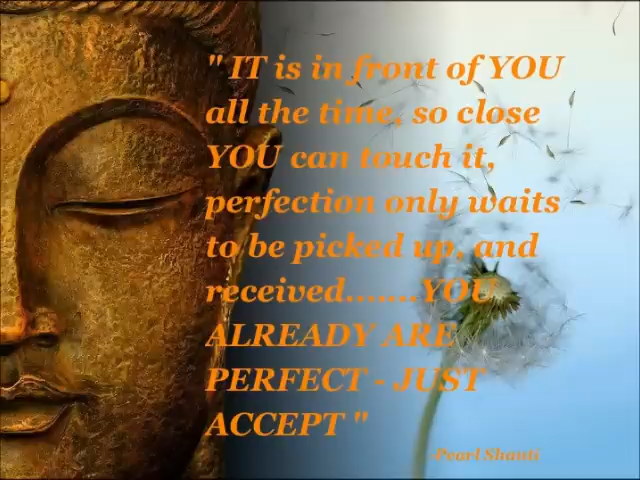 " IT is in front of YOU
all the time, so close
YOU can touch it,
perfection only waits
to be picked up, and
received.......YOU
ALREADY ARE
PERFECT - JUST
ACCEPT "
-Pearl Shanti